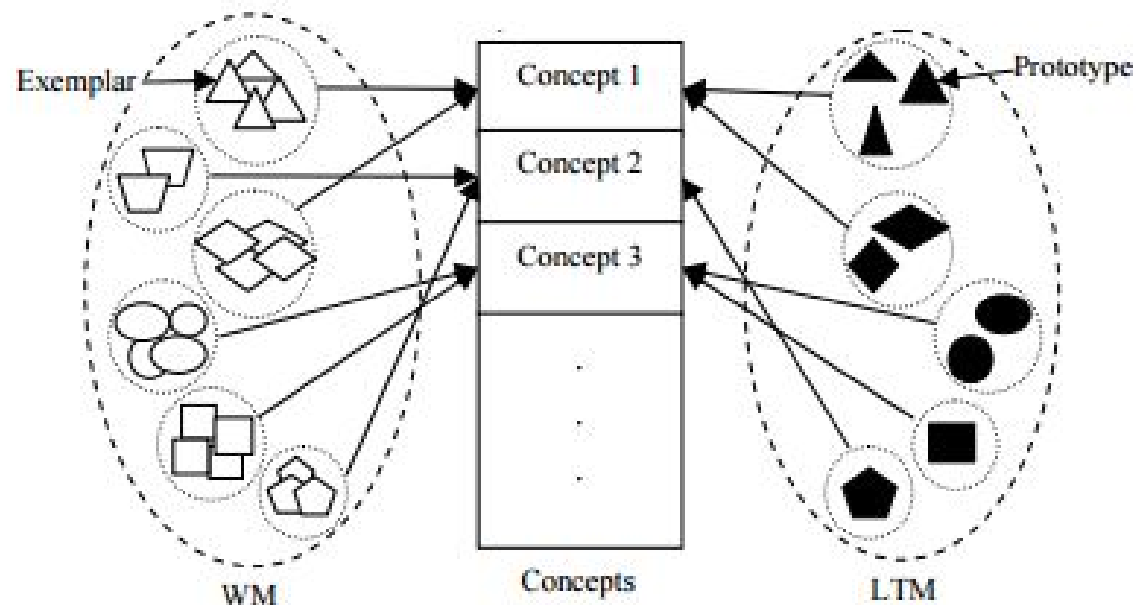 Exemplar
Concept 1
Prototype
Concept 2
Concept 3
WM
Concepts
LTM